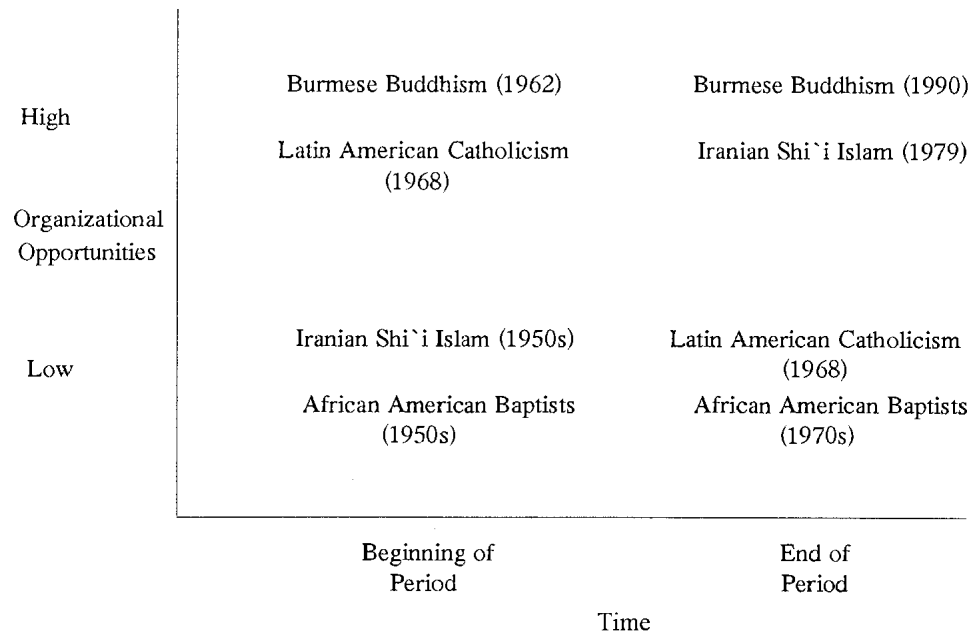 Burmese Buddhism (1962)
Burmese Buddhism (1990)
High
Latin American Catholicism
(1968)
Iranian Shi`i Islam (1979)
Organizational
Opportunities
Iranian Shi`i Islam (1950s)
Latin American Catholicism
(1968)
Low
African American Baptists
(1950s)
African American Baptists
(1970s)
Beginning of
Period
End of
Period
Time